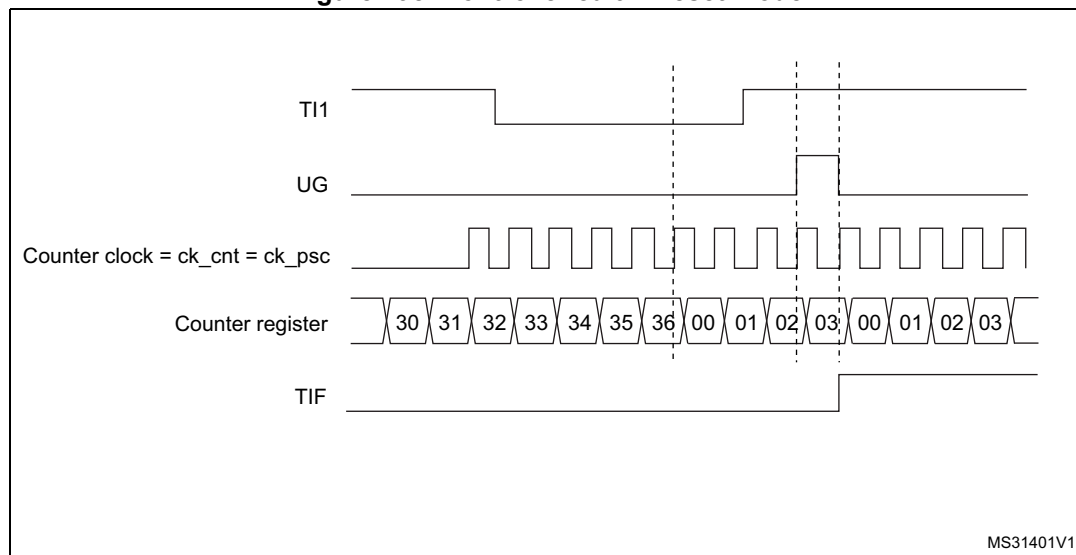 TI1
UG
Counter clock = ck_cnt = ck_psc
Counter register 30 31 32 33 34 35 36 00 01 02 03 00 01 02 03
TIF
MS31401V1